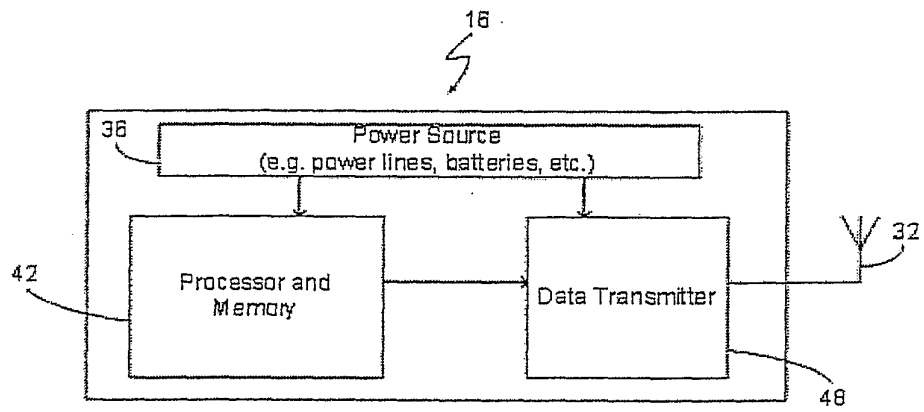 16
36
Power Source
(e.g. power lines, batteries, etc.)
32
42
Processor and
Memory
Data Transmitter
48